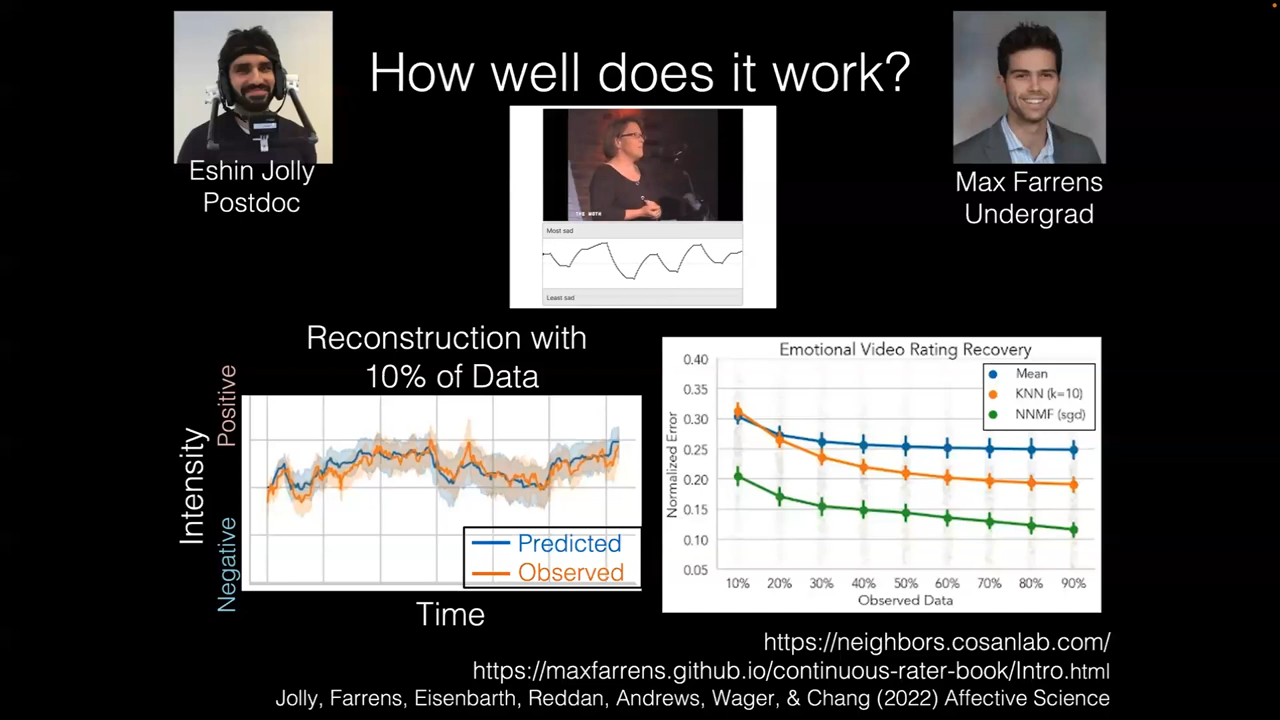 How well does it work?
Eshin Jolly
Postdoc
Max Farrens
Undergrad
THE MOTH
Most sad
Least sad
Reconstruction with
10% of Data
Positive
Intensity
Negative
Predicted
Observed
Time
Emotional Video Rating Recovery
Mean
KNN (k=10)
NNMF (sgd)
Normalized Error
0.40
0.35
0.30
0.25
0.20
0.15
0.10
0.05
10% 20% 30% 40% 50% 60% 70% 80% 90%
Observed Data
https://neighbors.cosanlab.com/
https://maxfarrens.github.io/continuous-rater-book/Intro.html
Jolly, Farrens, Eisenbarth, Reddan, Andrews, Wager, & Chang (2022) Affective Science